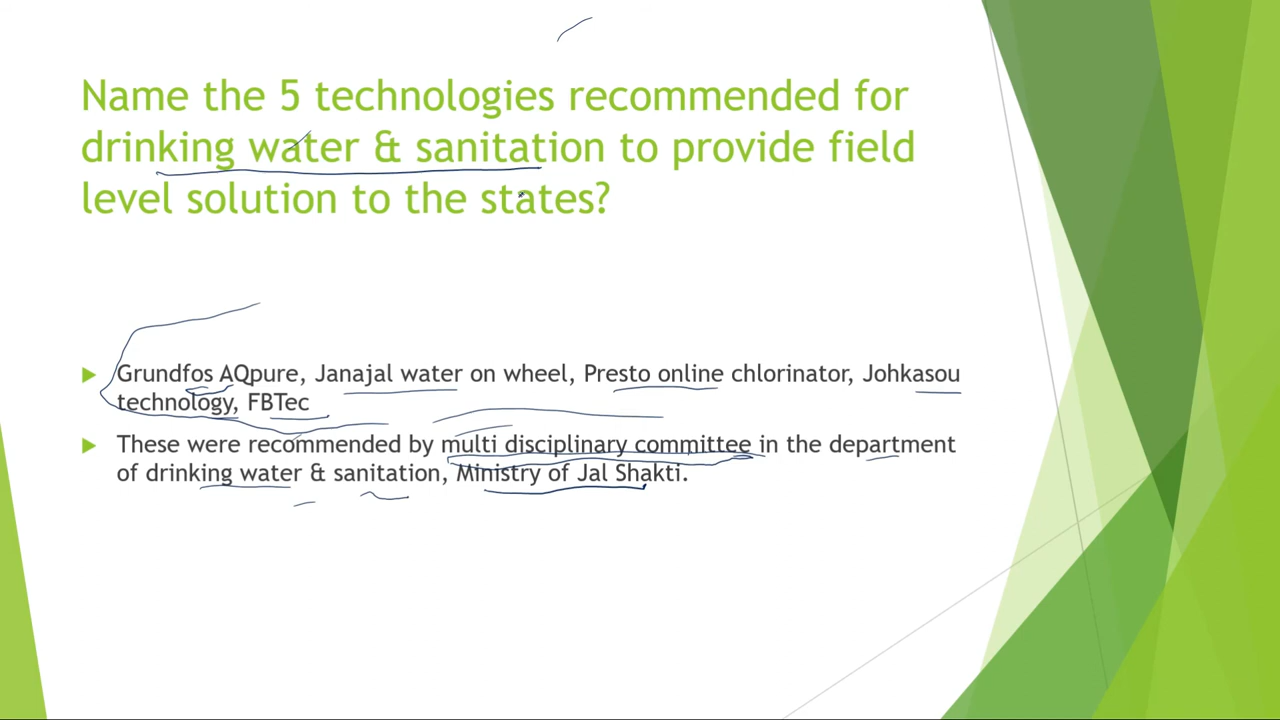 Name the 5 technologies recommended for
drinking water & sanitation to provide field
level solution to the states?
Grundfos AQpure, Janajal water on wheel, Presto online chlorinator, Johkasou
technology, FBTec
These were recommended by multi disciplinary committee in the department
of drinking water & sanitation, Ministry of Jal Shakti.